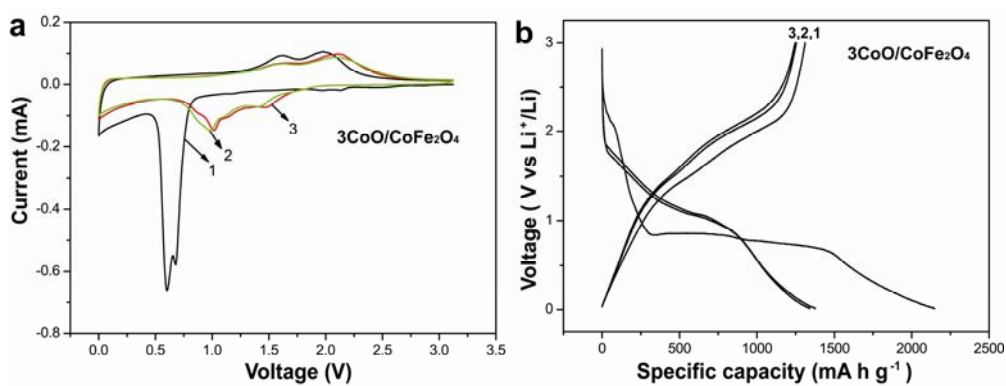 a
0.2
0.0
-0.2
-0.4
-0.6
-0.8
Current (mA)
1
2
3
3CoO/CoFe₂O₄
0.0 0.5 1.0 1.5 2.0 2.5 3.0 3.5
Voltage (V)
b
3
2
1
0
Voltage ( V vs Li⁺/Li)
3,2,1
3CoO/CoFe₂O₄
0 500 1000 1500 2000 2500
Specific capacity (mA h g⁻¹)